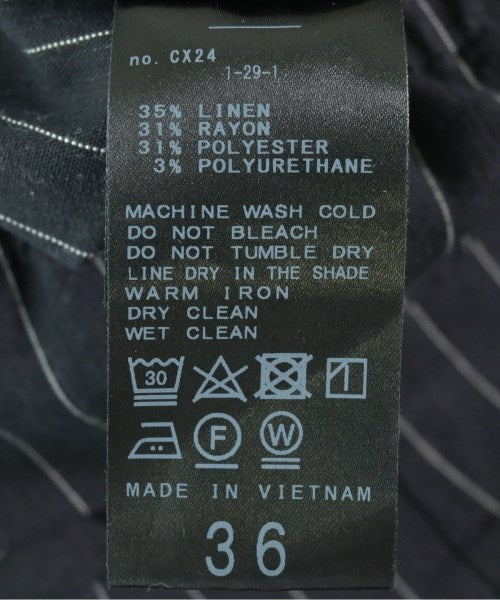 no. CX24
1-29-1
35% LINEN
31% RAYON
31% POLYESTER
3% POLYURETHANE
MACHINE WASH COLD
DO NOT BLEACH
DO NOT TUMBLE DRY
LINE DRY IN THE SHADE
WARM IRON
DRY CLEAN
WET CLEAN
30
F W
MADE IN VIETNAM
36